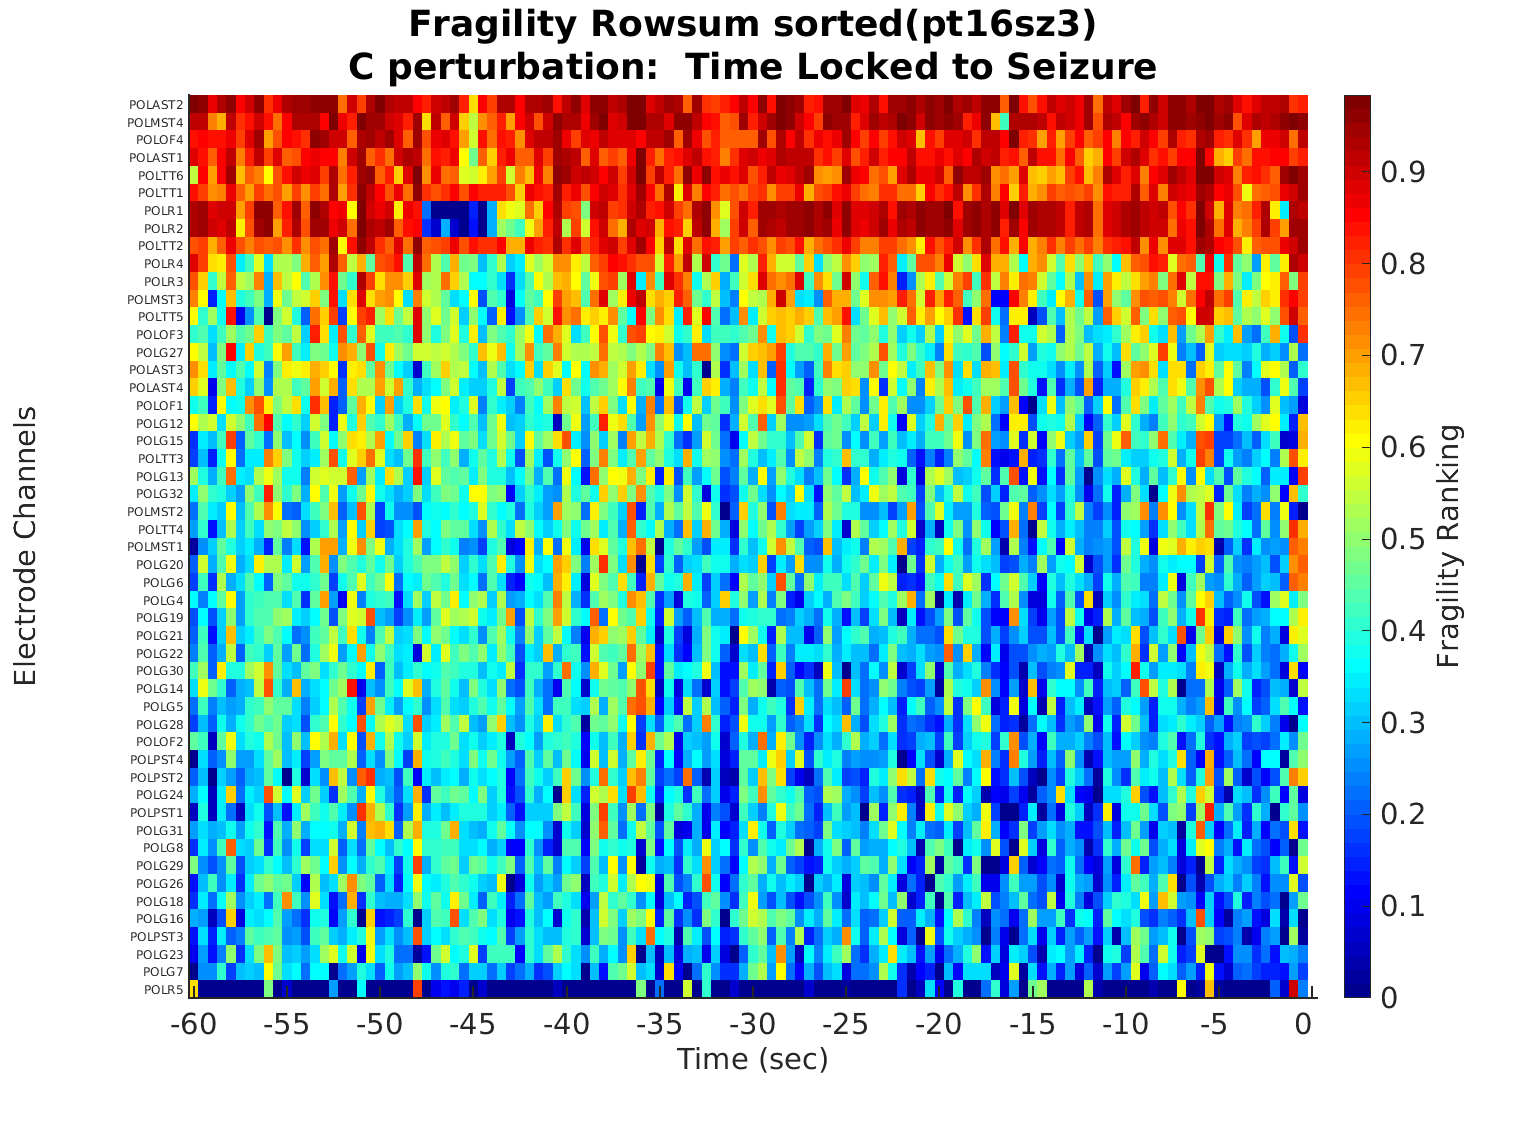 Fragility Rowsum sorted(pt16sz3)
C perturbation:  Time Locked to Seizure
Electrode Channels
POLAST2
POLMST4
POLOF4
POLAST1
POLTT6
POLTT1
POLR1
POLR2
POLTT2
POLR4
POLR3
POLMST3
POLTT5
POLOF3
POLG27
POLAST3
POLAST4
POLOF1
POLG12
POLG15
POLTT3
POLG13
POLG32
POLMST2
POLTT4
POLMST1
POLG20
POLG6
POLG4
POLG19
POLG21
POLG22
POLG30
POLG14
POLG5
POLG28
POLOF2
POLPST4
POLPST2
POLG24
POLPST1
POLG31
POLG8
POLG29
POLG26
POLG18
POLG16
POLPST3
POLG23
POLG7
POLR5
-60 -55 -50 -45 -40 -35 -30 -25 -20 -15 -10 -5 0
Time (sec)
0.9
0.8
0.7
0.6
0.5
0.4
0.3
0.2
0.1
0
Fragility Ranking